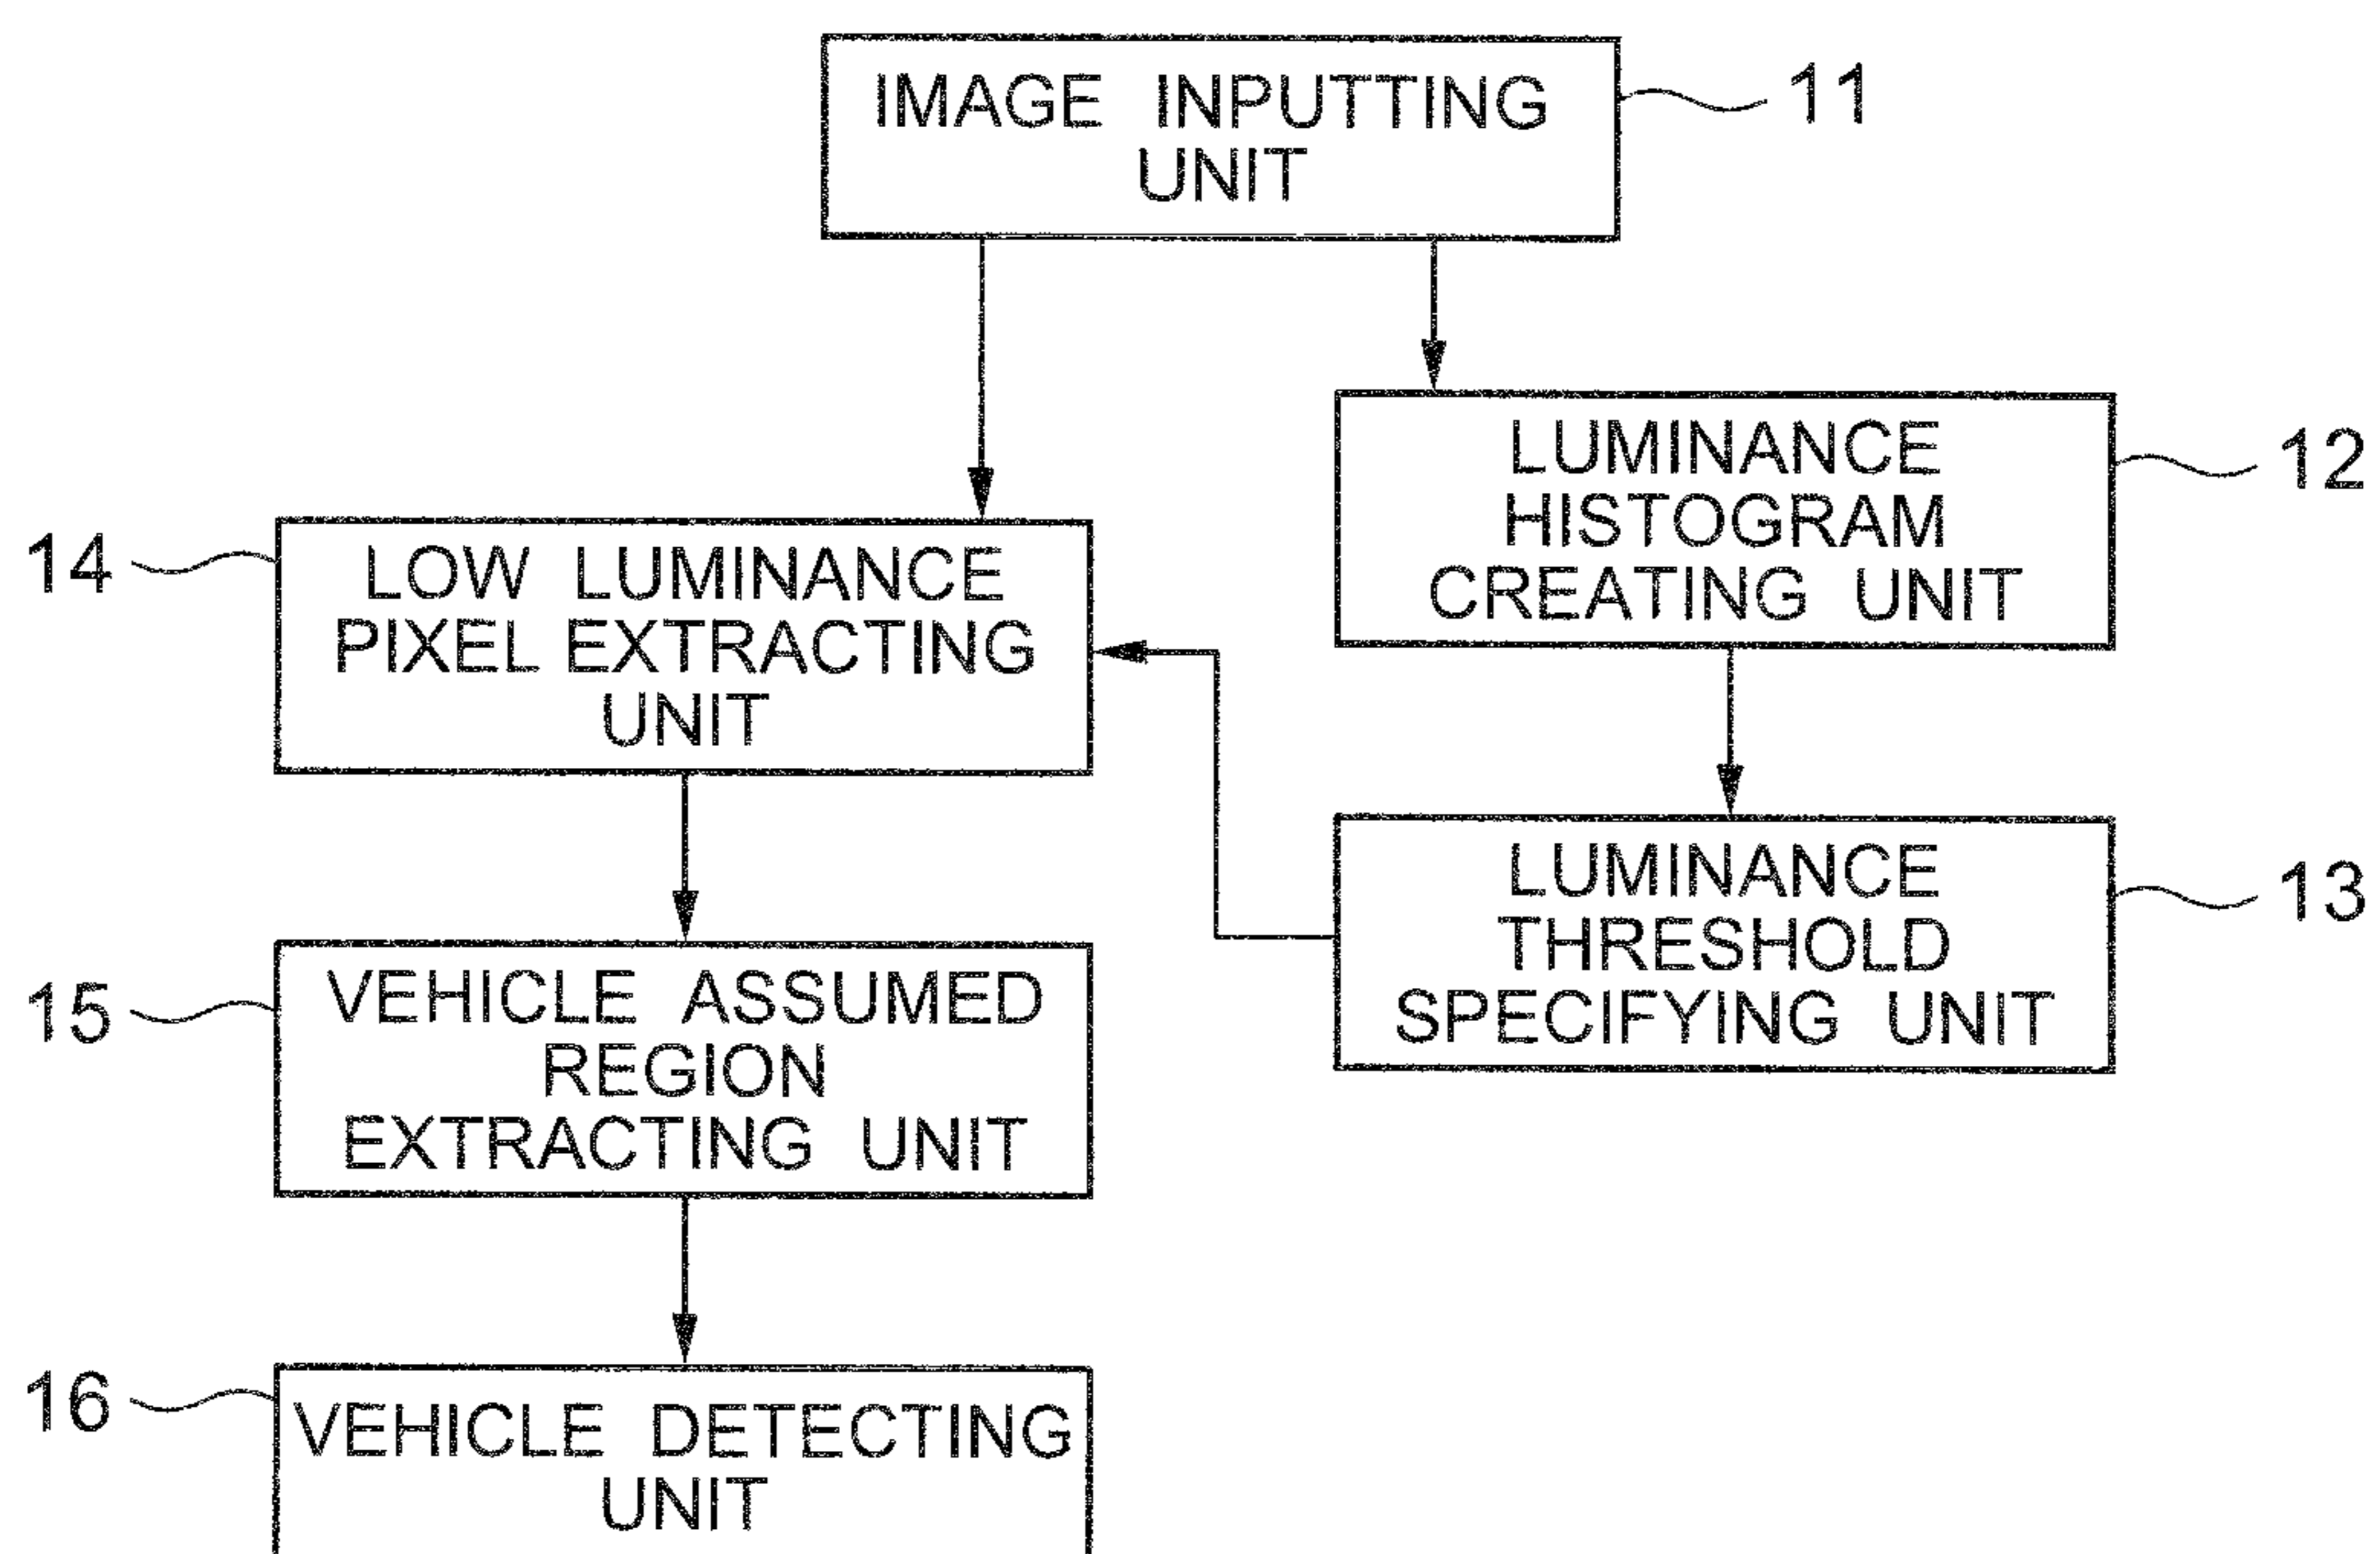 IMAGE INPUTTING
UNIT
11
LUMINANCE
HISTOGRAM
CREATING UNIT
12
14
LOW LUMINANCE
PIXEL EXTRACTING
UNIT
LUMINANCE
THRESHOLD
SPECIFYING UNIT
13
15
VEHICLE ASSUMED
REGION
EXTRACTING UNIT
16
VEHICLE DETECTING
UNIT